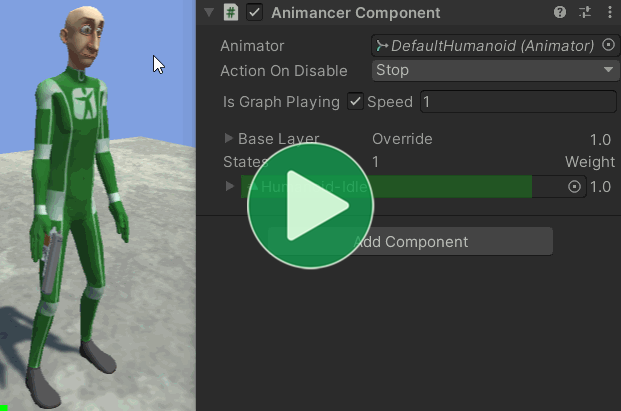 Animancer Component
Animator DefaultHumanoid (Animator)
Action On Disable Stop
Is Graph Playing Speed 1
Base Layer Override 1.0
States 1 Weight
Humanoid-Idle 1.0
Add Component